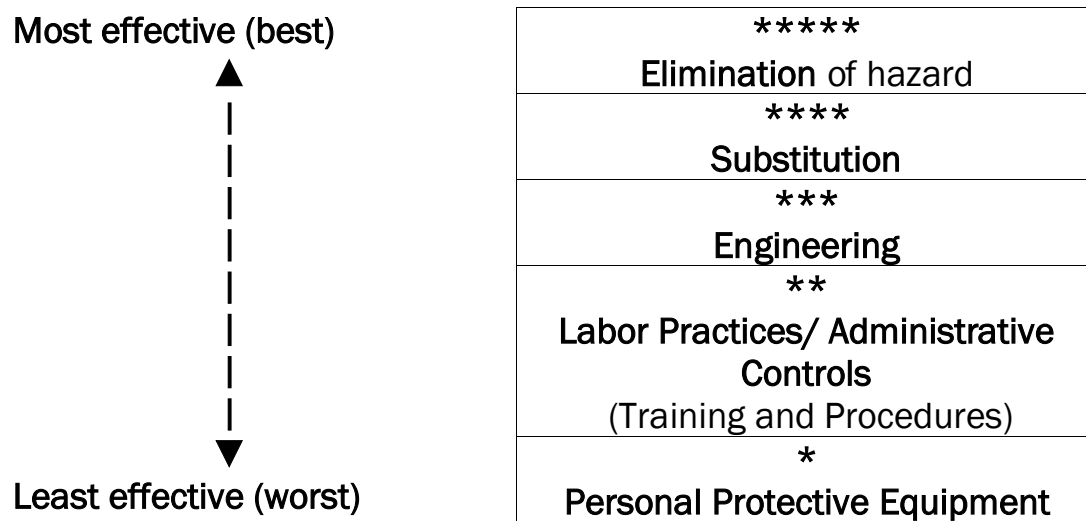 Most effective (best)
*****
Elimination of hazard
****
Substitution
***
Engineering
**
Labor Practices/ Administrative
Controls
(Training and Procedures)
*
Least effective (worst)
Personal Protective Equipment